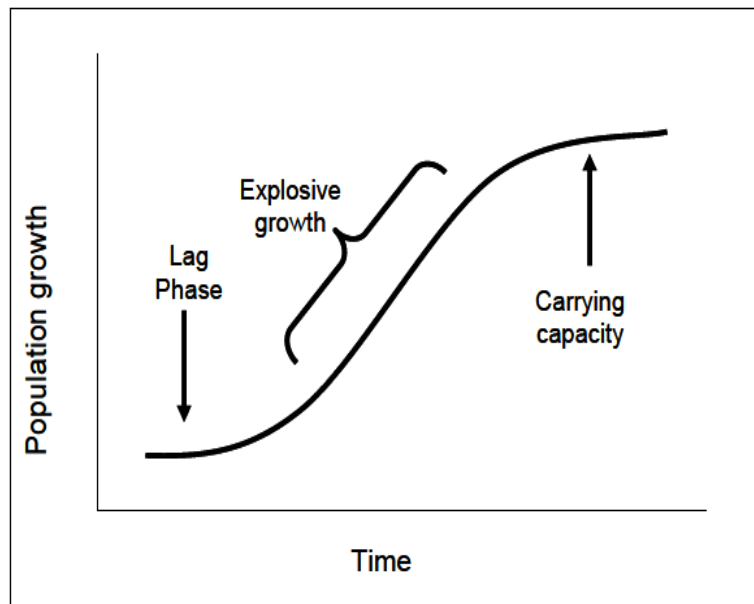 Explosive
growth
Lag
Phase
Carrying
capacity
Population growth
Time